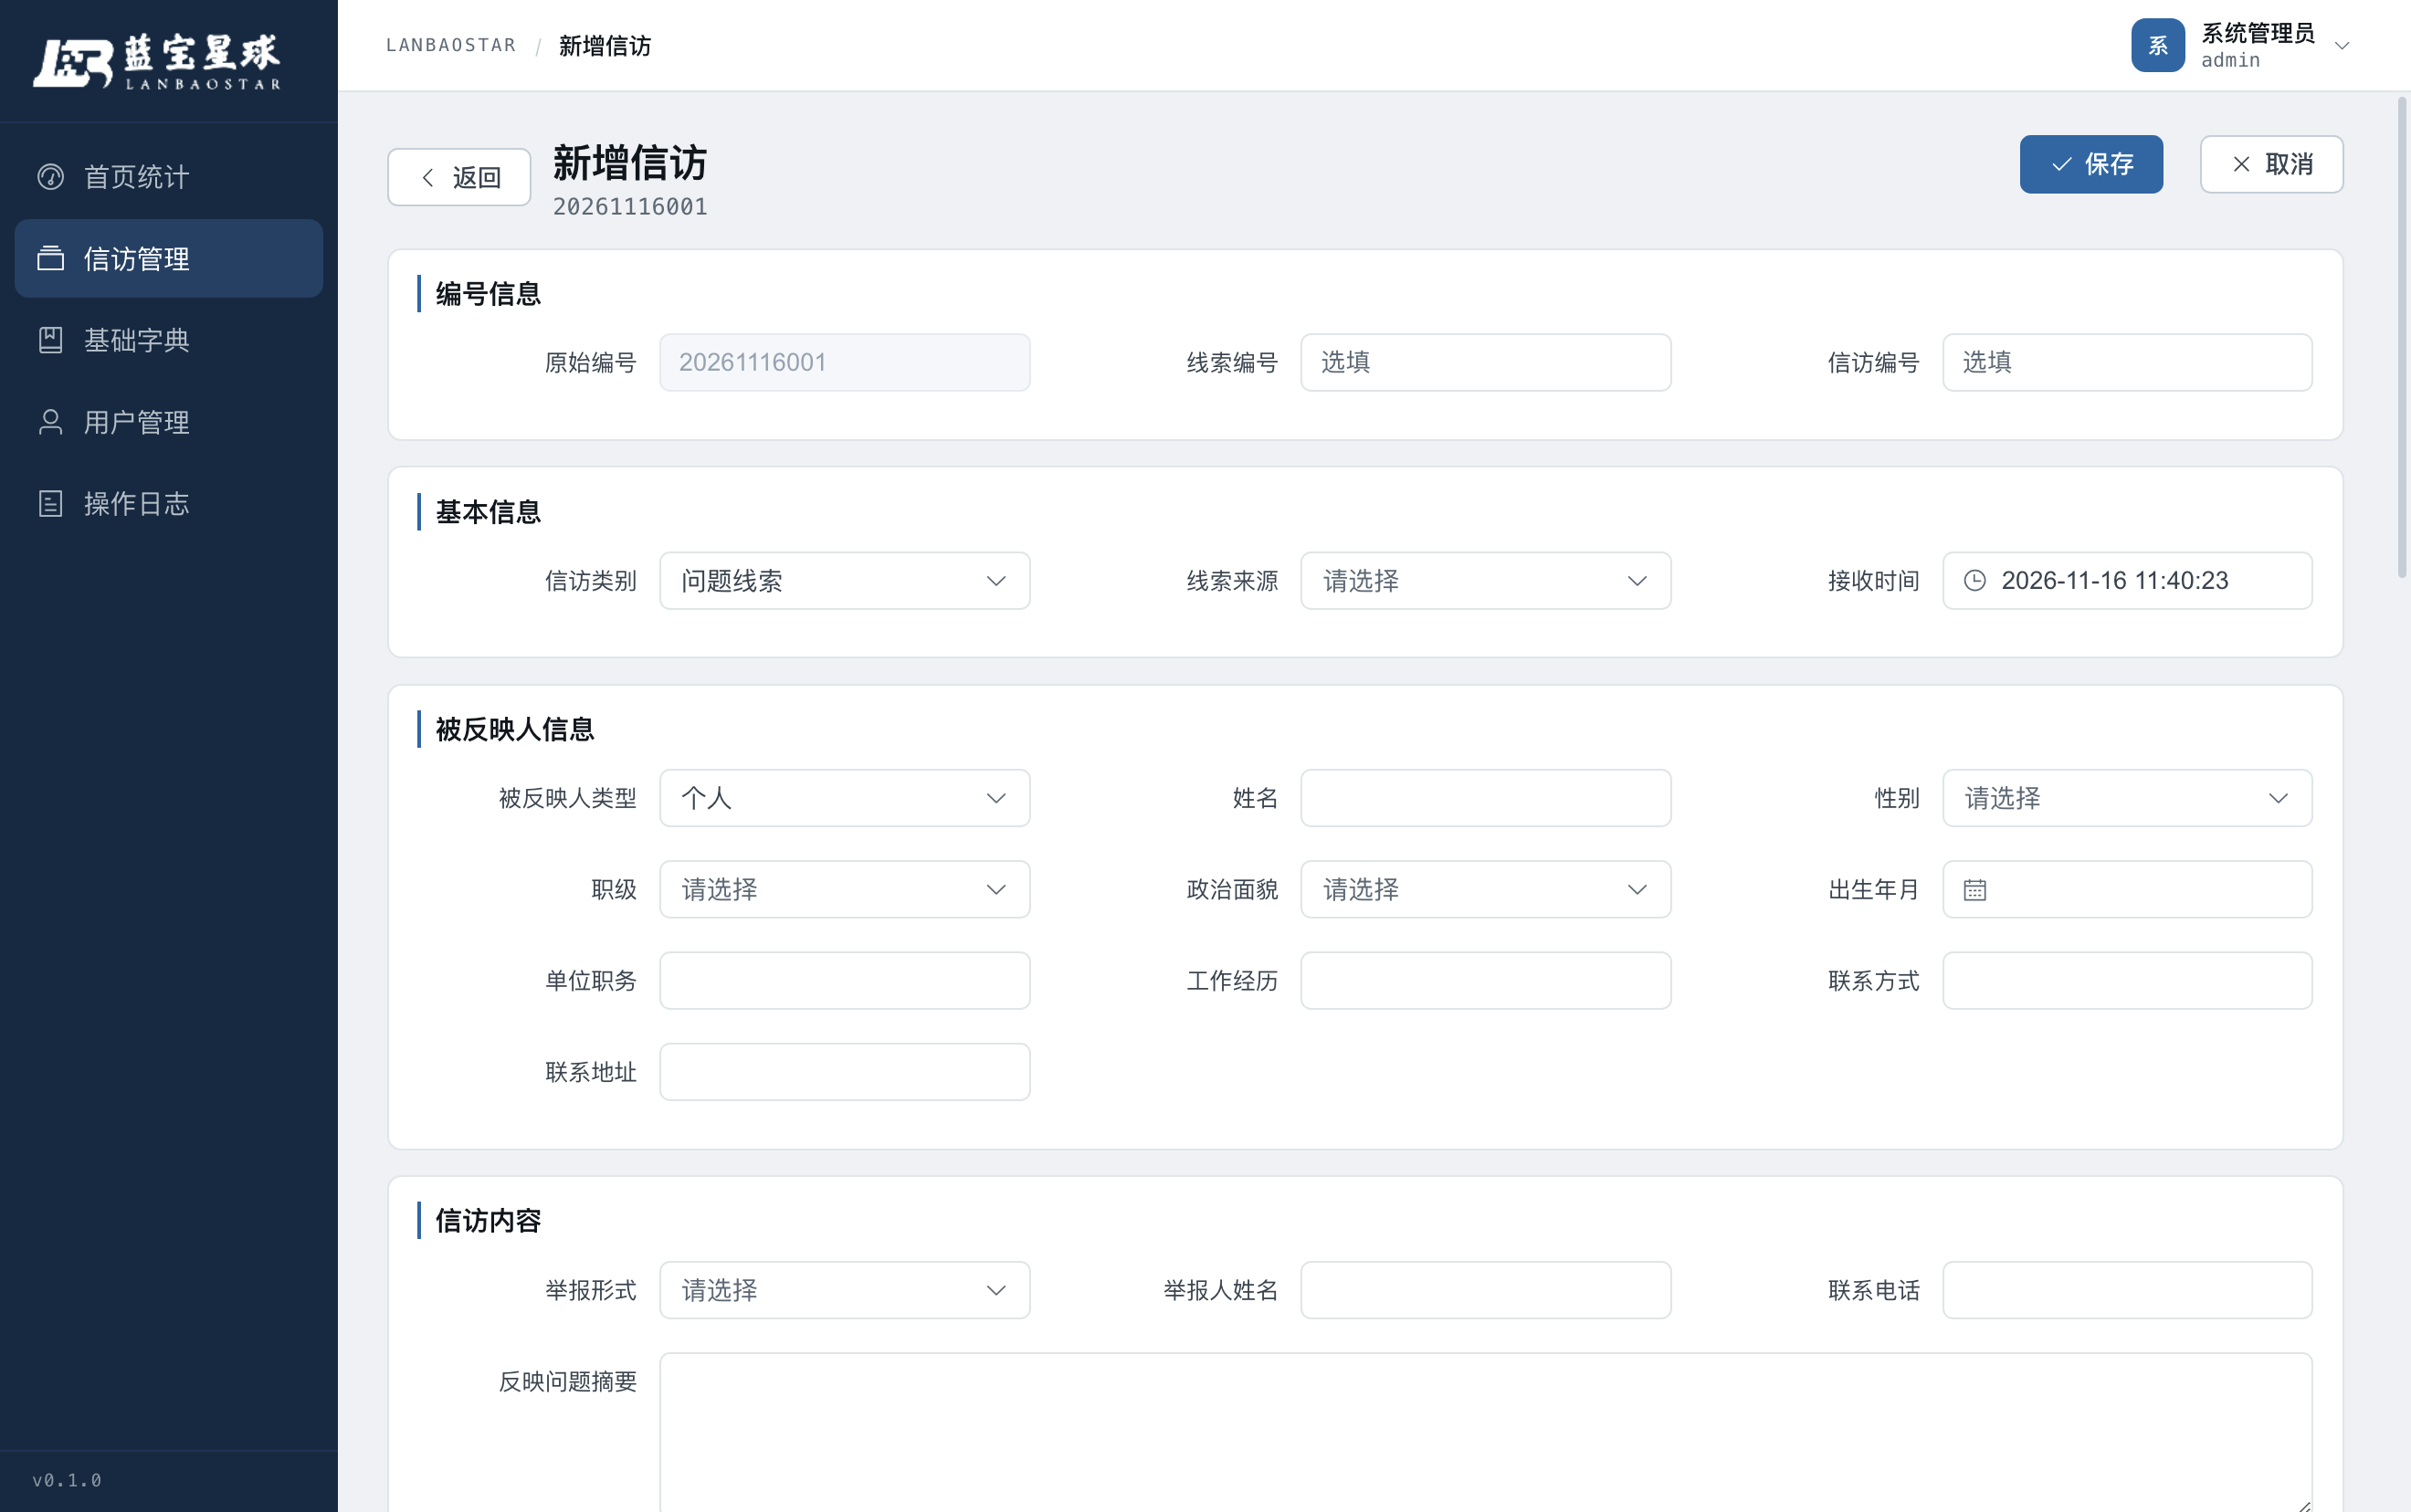 蓝宝星球
LANBAOSTAR
首页统计
信访管理
基础字典
用户管理
操作日志
v0.1.0
LANBAOSTAR / 新增信访
系 系统管理员
admin
返回 新增信访 保存 取消
20261116001
编号信息
原始编号 20261116001 线索编号 选填 信访编号 选填
基本信息
信访类别 问题线索 线索来源 请选择 接收时间 2026-11-16 11:40:23
被反映人信息
被反映人类型 个人 姓名 性别 请选择
职级 请选择 政治面貌 请选择 出生年月
单位职务 工作经历 联系方式
联系地址
信访内容
举报形式 请选择 举报人姓名 联系电话
反映问题摘要